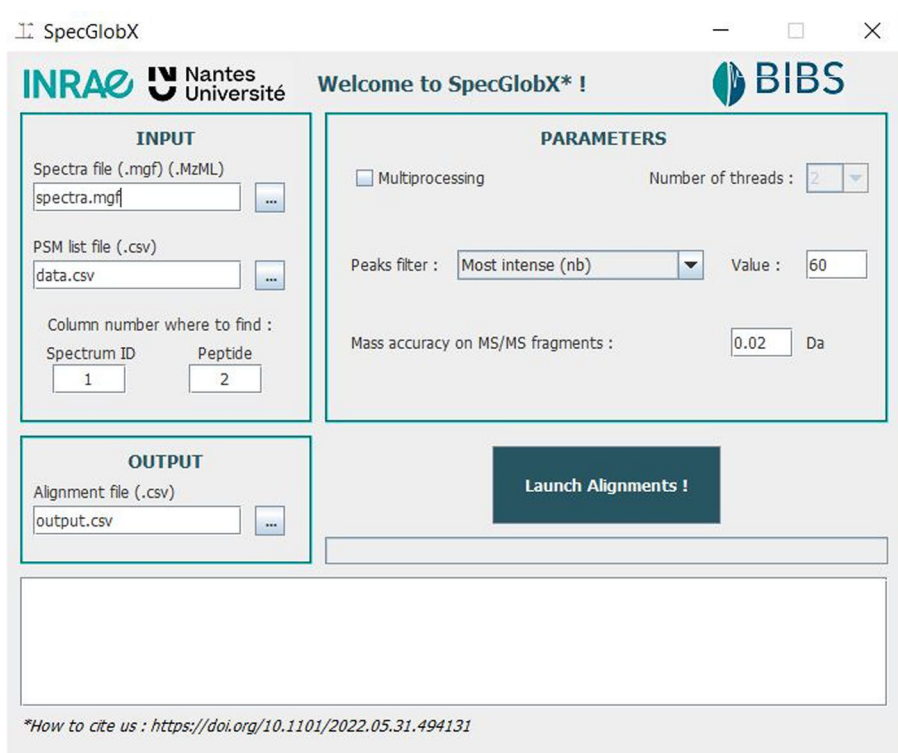 SpecGlobX
INRAE Nantes Université
Welcome to SpecGlobX* !
BIBS
INPUT
Spectra file (.mgf) (.MzML)
spectra.mgf
...
PSM list file (.csv)
data.csv
...
Column number where to find :
Spectrum ID Peptide
1 2
PARAMETERS
Multiprocessing Number of threads : 2
Peaks filter : Most intense (nb) Value : 60
Mass accuracy on MS/MS fragments : 0.02 Da
OUTPUT
Alignment file (.csv)
output.csv
...
Launch Alignments !
*How to cite us : https://doi.org/10.1101/2022.05.31.494131